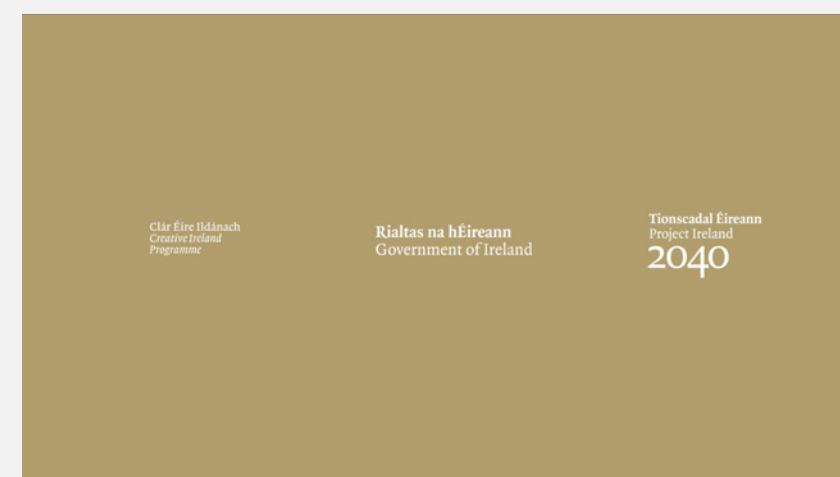 Clár Éire Ildánach
Creative Ireland
Programme
Rialtas na hÉireann
Government of Ireland
Tionscadal Éireann
Project Ireland
2040